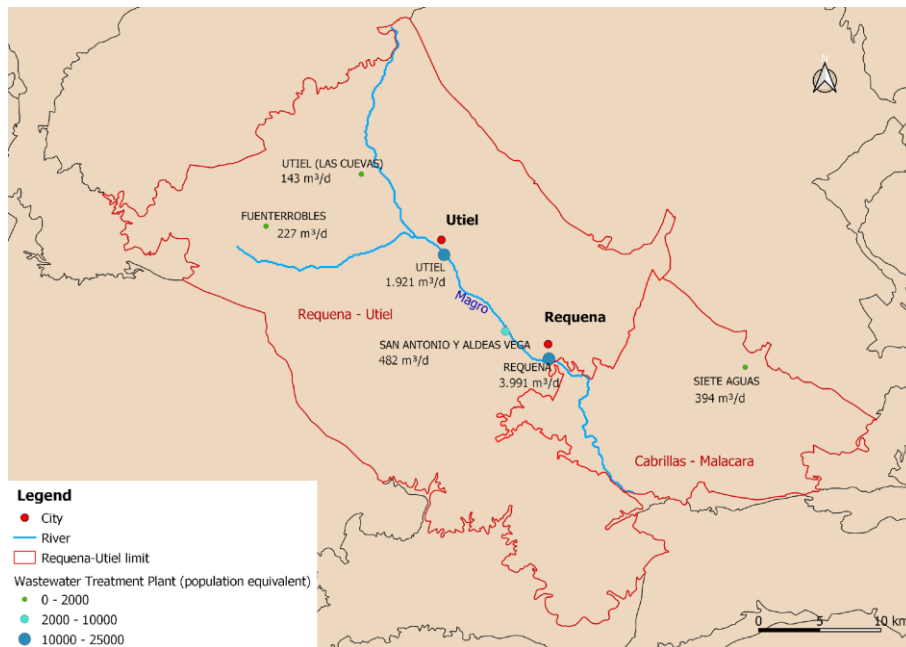 N
UTIEL (LAS CUEVAS)
143 m³/d
FUENTERROBLES
227 m³/d
Utiel
UTIEL
1.921 m³/d
Magro
Requena - Utiel
Requena
SAN ANTONIO Y ALDEAS VEGA
482 m³/d
REQUENA
3.991 m³/d
SIETE AGUAS
394 m³/d
Cabrillas - Malacara
Legend
City
River
Requena-Utiel limit
Wastewater Treatment Plant (population equivalent)
0 - 2000
2000 - 10000
10000 - 25000
0 5 10 km